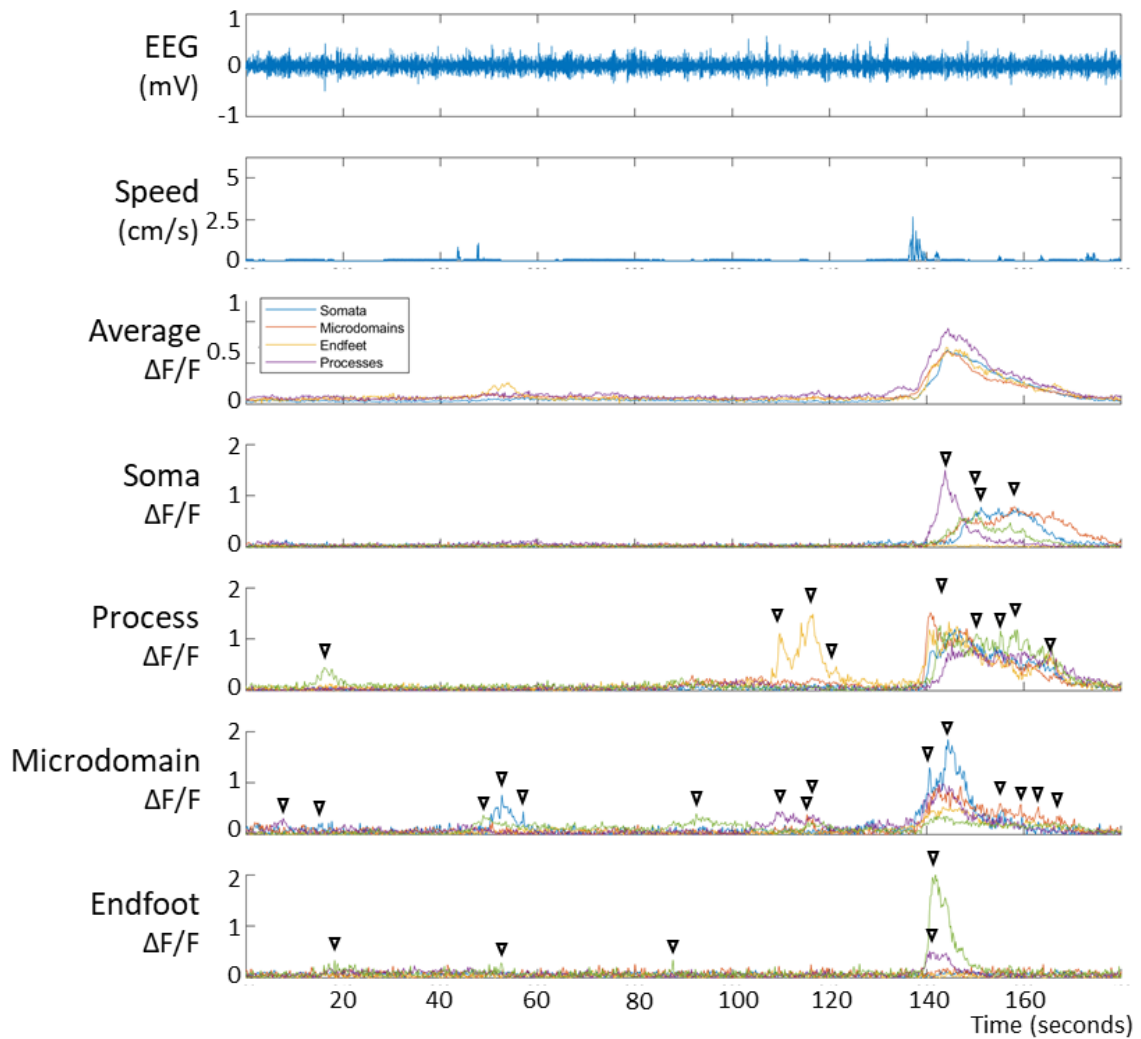 EEG
(mV)
1
0
-1
Speed
(cm/s)
5
2.5
0
Average
ΔF/F
1
0.5
0
Somata
Microdomains
Endfeet
Processes
Soma
ΔF/F
2
1
0
Process
ΔF/F
2
1
0
Microdomain
ΔF/F
2
1
0
Endfoot
ΔF/F
2
1
0
20 40 60 80 100 120 140 160
Time (seconds)